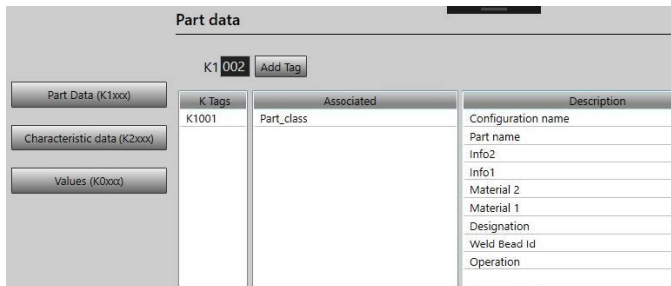 Part data
K1 002 Add Tag
Part Data (K1xxx)
Characteristic data (K2xxx)
Values (K0xxx)
K Tags Associated Description
K1001 Part_class Configuration name
Part name
Info2
Info1
Material 2
Material 1
Designation
Weld Bead Id
Operation